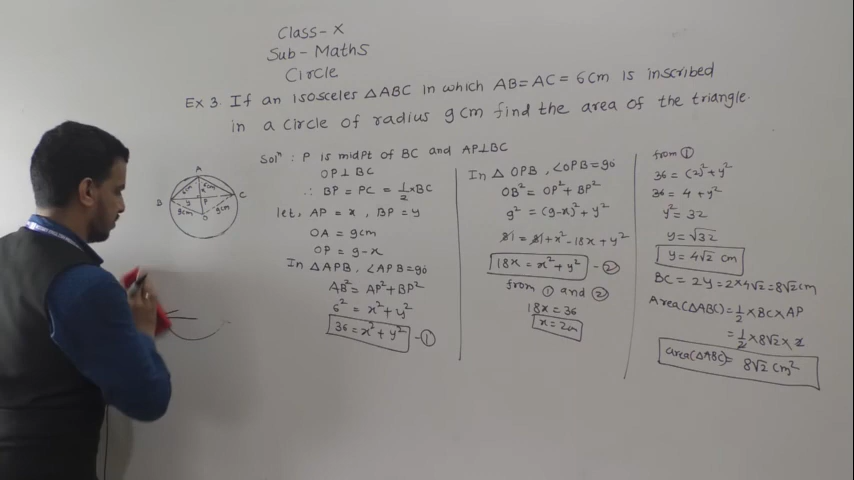 Class-X
Sub-Maths
Circle
Ex 3. If an isosceles △ABC in which AB=AC=6cm is inscribed
in a circle of radius 9cm find the area of the triangle.
A
6cm
6cm
x
B
y
P
C
9cm
9cm
O
Solⁿ : P is midPt of BC and AP⊥BC
OP ⊥ BC
∴ BP = PC = 1/2 × BC
let, AP = x , BP = y
OA = 9cm
OP = 9-x
In △APB, ∠APB=90
AB² = AP² + BP²
6² = x² + y²
36 = x² + y² -①
In △ OPB, ∠OPB=90
OB² = OP² + BP²
9² = (9-x)² + y²
81 = 81 + x² -18x + y²
18x = x² + y² -②
from ① and ②
18x = 36
x = 2cm
from ①
36 = (2)² + y²
36 = 4 + y²
y² = 32
y = √32
y = 4√2 cm
BC = 2y = 2×4√2 = 8√2cm
Area(△ABC) = 1/2 × BC × AP
= 1/2 × 8√2 × 2
area(△ABC) = 8√2 cm²